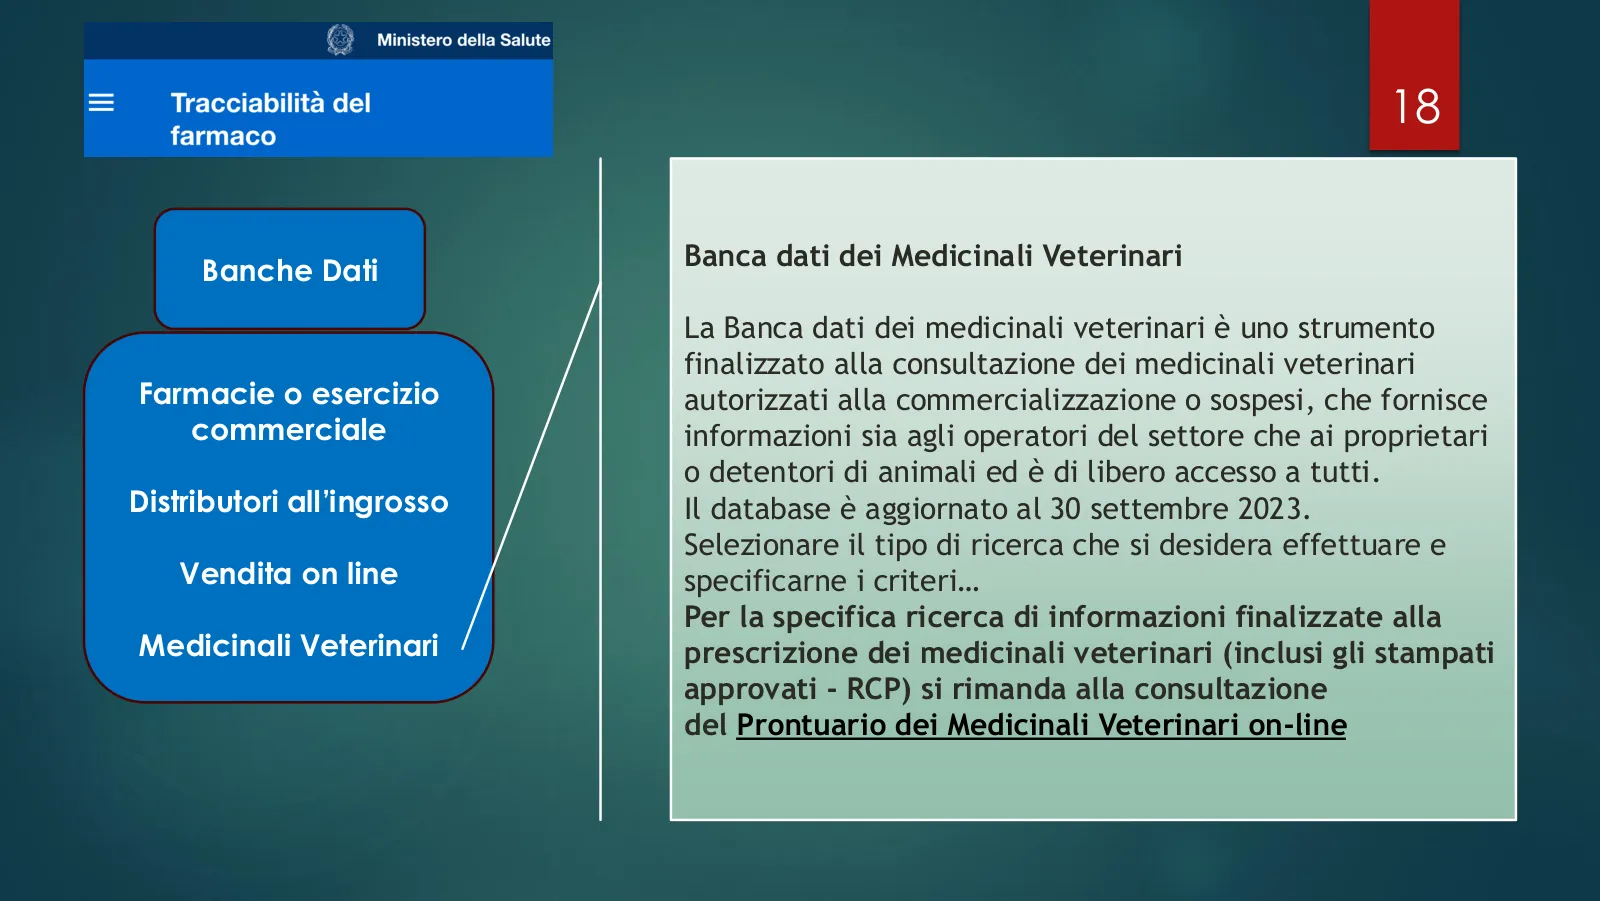 Ministero della Salute
Tracciabilità del
farmaco
18
Banche Dati
Farmacie o esercizio
commerciale
Distributori all’ingrosso
Vendita on line
Medicinali Veterinari
Banca dati dei Medicinali Veterinari
La Banca dati dei medicinali veterinari è uno strumento
finalizzato alla consultazione dei medicinali veterinari
autorizzati alla commercializzazione o sospesi, che fornisce
informazioni sia agli operatori del settore che ai proprietari
o detentori di animali ed è di libero accesso a tutti.
Il database è aggiornato al 30 settembre 2023.
Selezionare il tipo di ricerca che si desidera effettuare e
specificarne i criteri…
Per la specifica ricerca di informazioni finalizzate alla
prescrizione dei medicinali veterinari (inclusi gli stampati
approvati - RCP) si rimanda alla consultazione
del Prontuario dei Medicinali Veterinari on-line